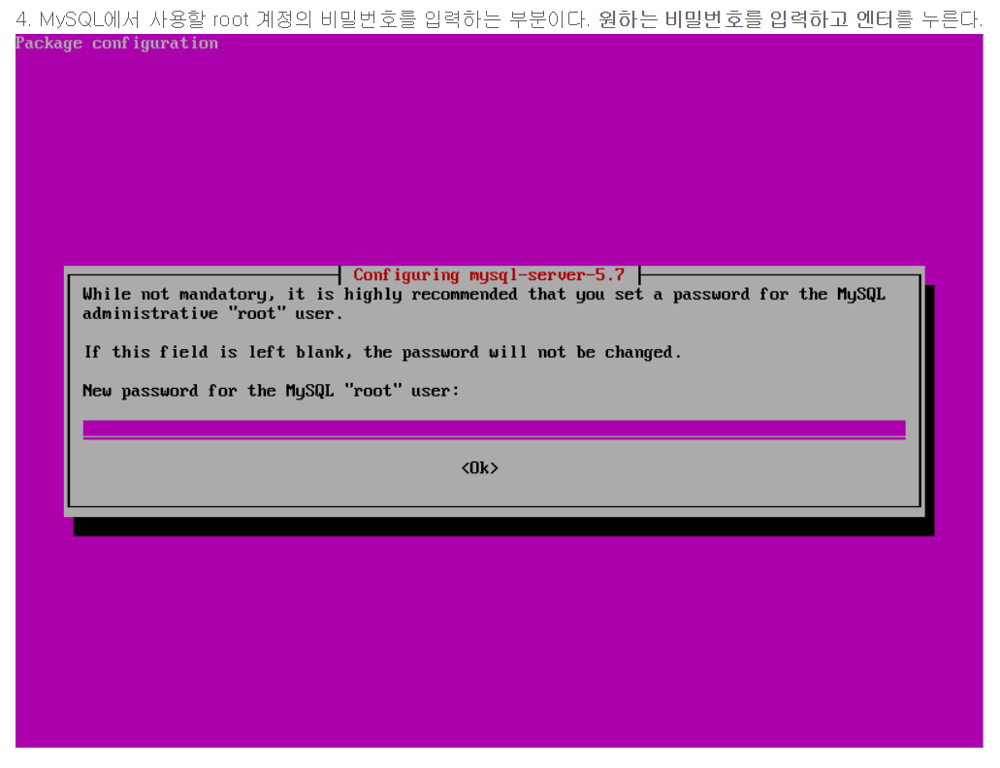 4. MySQL에서 사용할 root 계정의 비밀번호를 입력하는 부분이다. 원하는 비밀번호를 입력하고 엔터를 누른다.
Package configuration
Configuring mysql-server-5.7
While not mandatory, it is highly recommended that you set a password for the MySQL
administrative "root" user.
If this field is left blank, the password will not be changed.
New password for the MySQL "root" user:
<Ok>